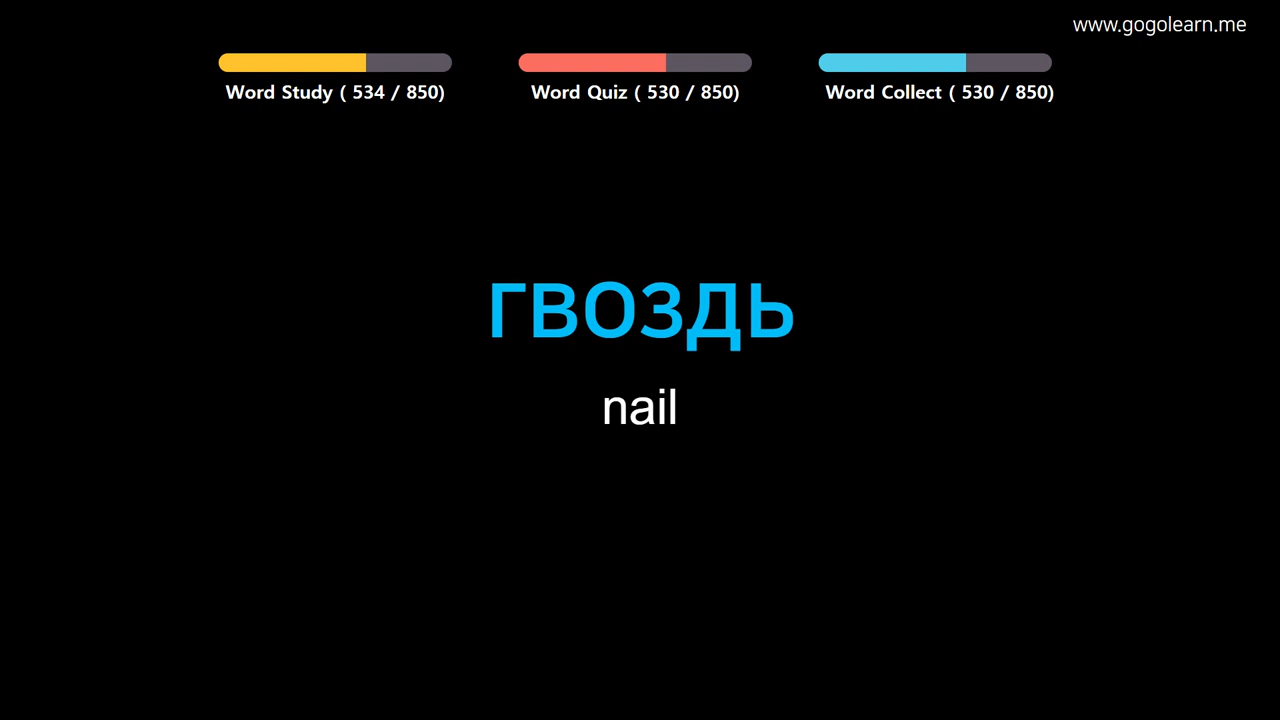 www.gogolearn.me
Word Study ( 534 / 850)
Word Quiz ( 530 / 850)
Word Collect ( 530 / 850)
гвоздь
nail